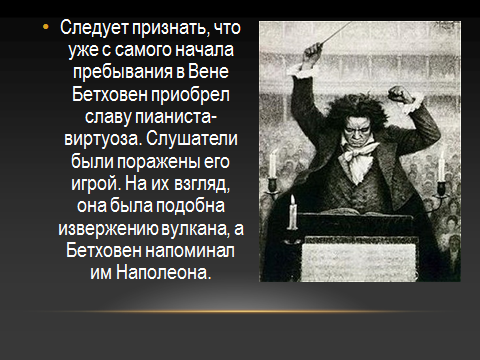 • Следует признать, что
уже с самого начала
пребывания в Вене
Бетховен приобрел
славу пианиста-
виртуоза. Слушатели
были поражены его
игрой. На их взгляд,
она была подобна
извержению вулкана, а
Бетховен напоминал
им Наполеона.